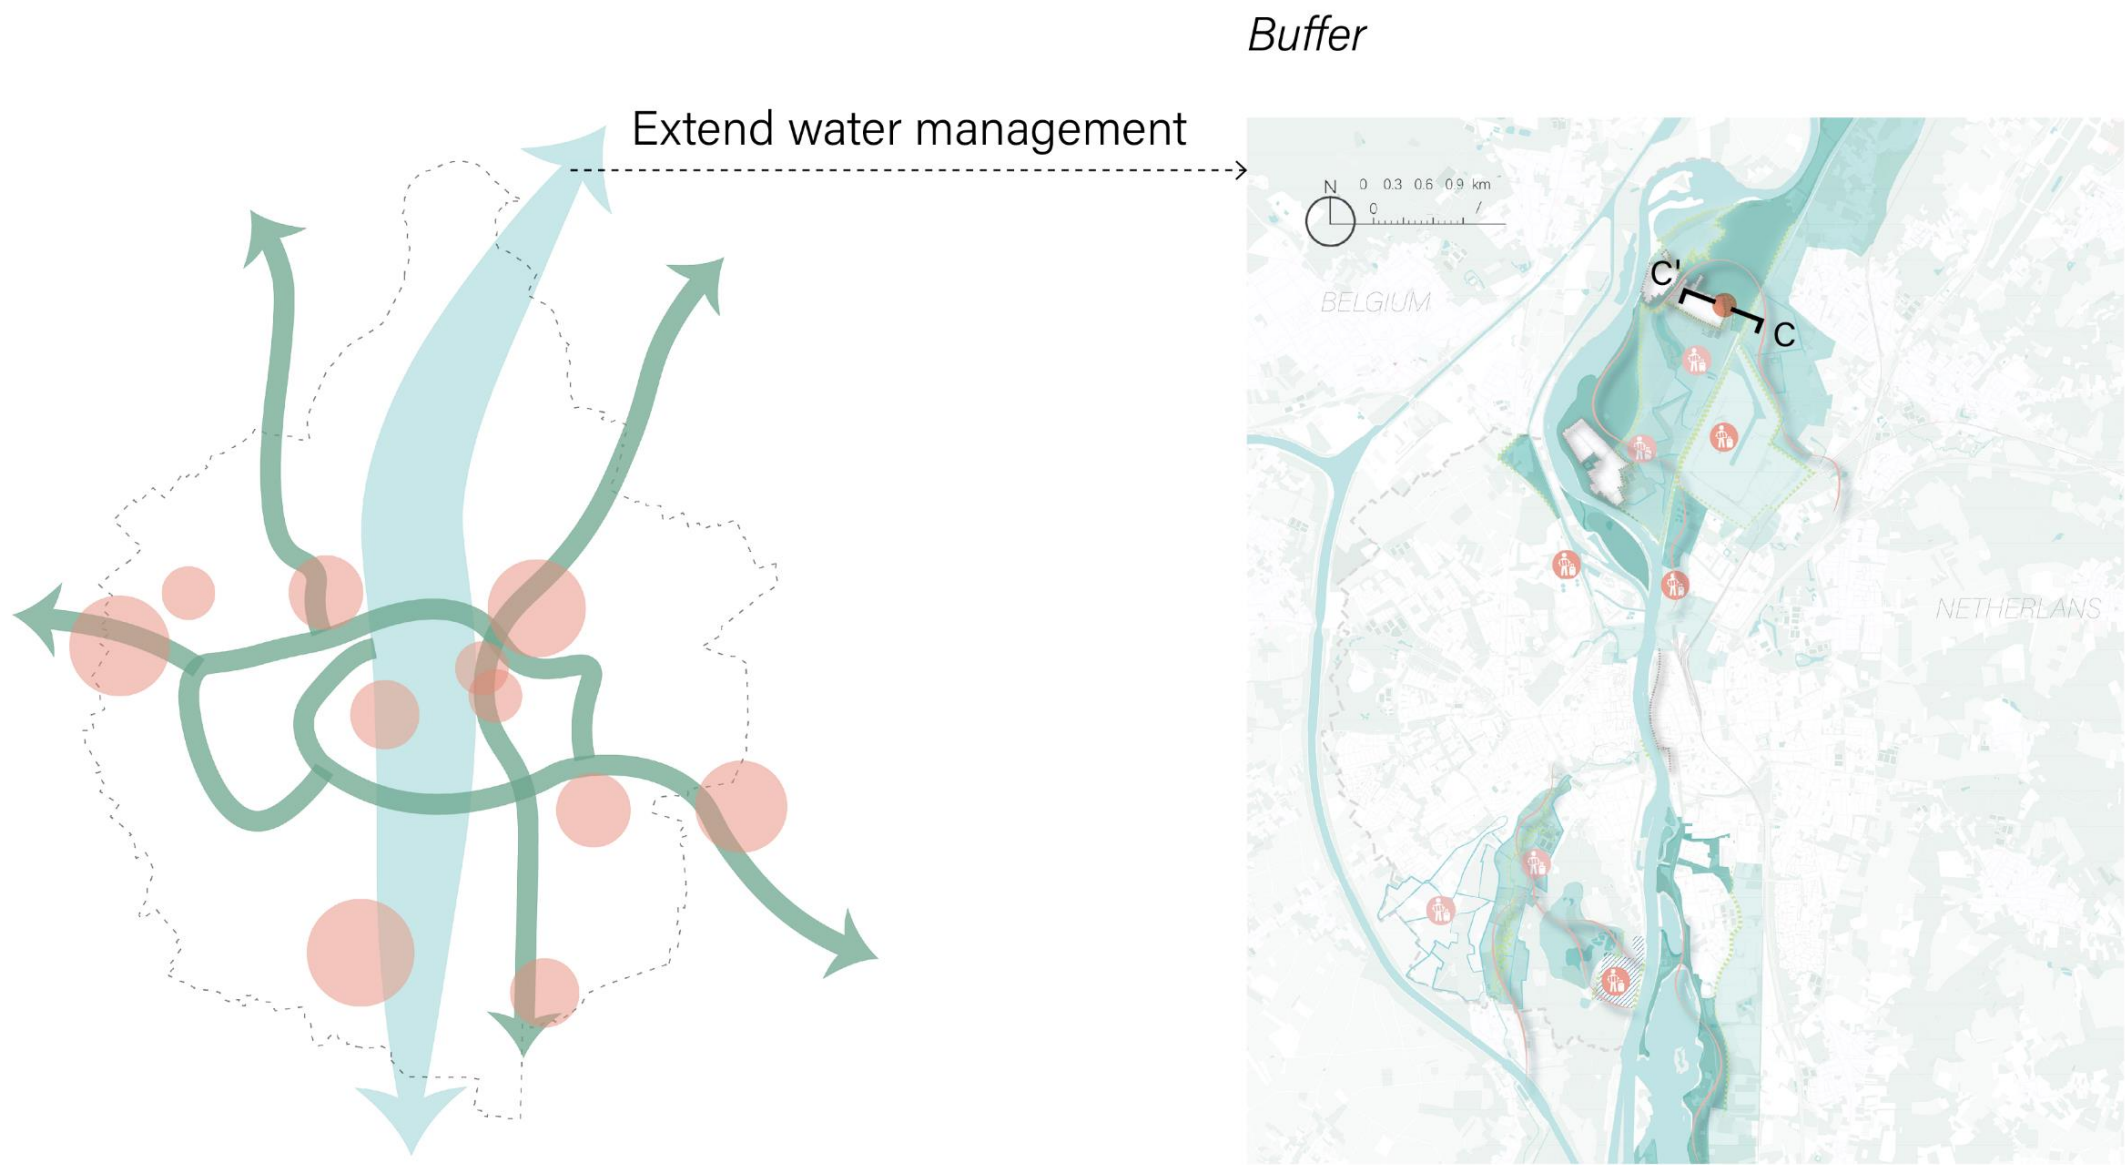 Buffer
Extend water management
N 0 0.3 0.6 0.9 km
0 /
C'
BELGIUM
C
NETHERLANS